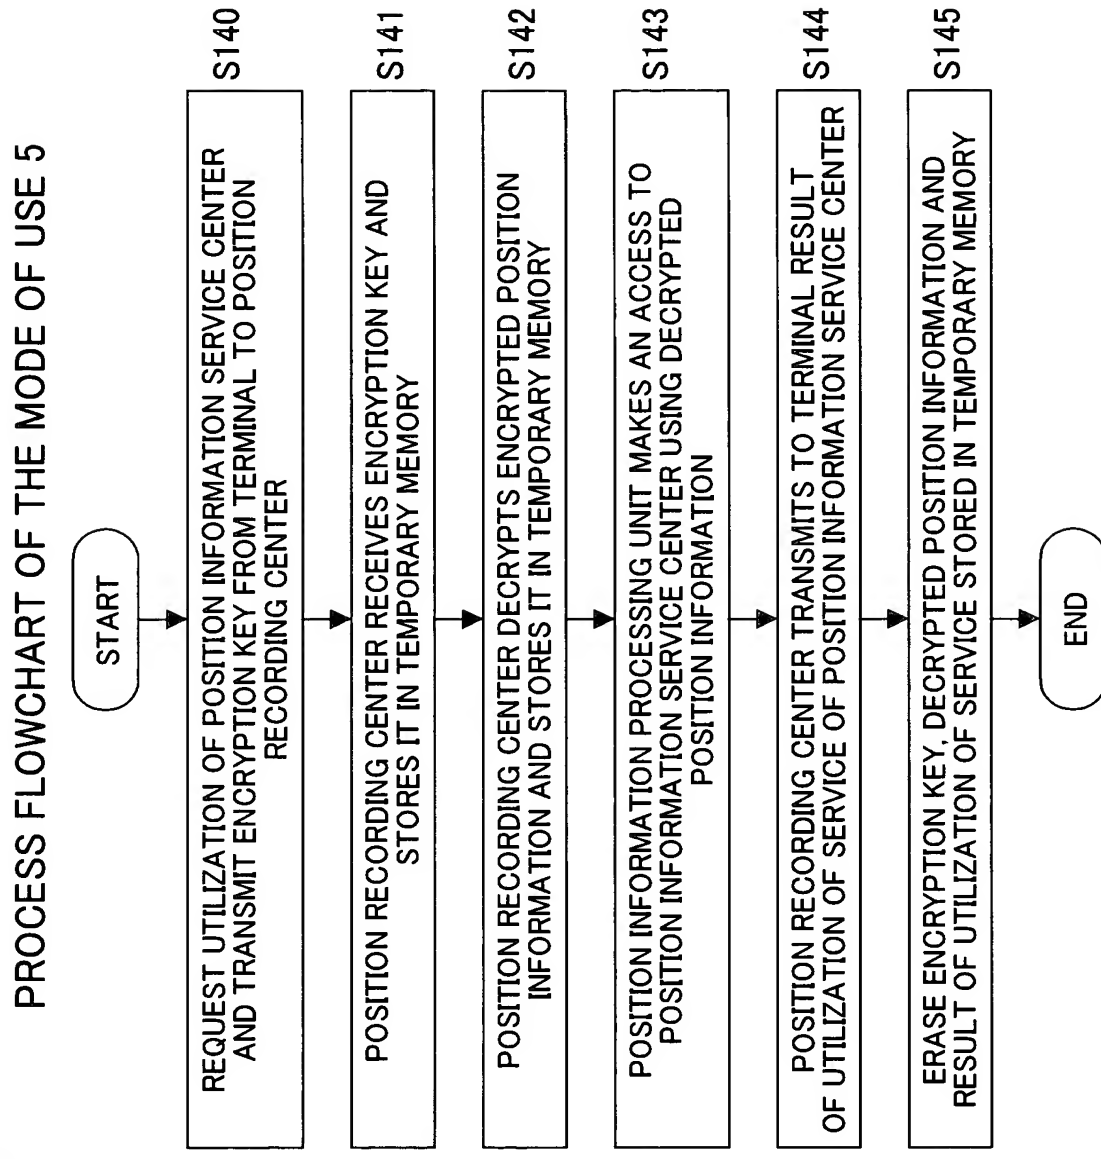 PROCESS FLOWCHART OF THE MODE OF USE 5
START
REQUEST UTILIZATION OF POSITION INFORMATION SERVICE CENTER
AND TRANSMIT ENCRYPTION KEY FROM TERMINAL TO POSITION
RECORDING CENTER
S140
POSITION RECORDING CENTER RECEIVES ENCRYPTION KEY AND
STORES IT IN TEMPORARY MEMORY
S141
POSITION RECORDING CENTER DECRYPTS ENCRYPTED POSITION
INFORMATION AND STORES IT IN TEMPORARY MEMORY
S142
POSITION INFORMATION PROCESSING UNIT MAKES AN ACCESS TO
POSITION INFORMATION SERVICE CENTER USING DECRYPTED
POSITION INFORMATION
S143
POSITION RECORDING CENTER TRANSMITS TO TERMINAL RESULT
OF UTILIZATION OF SERVICE OF POSITION INFORMATION SERVICE CENTER
S144
ERASE ENCRYPTION KEY, DECRYPTED POSITION INFORMATION AND
RESULT OF UTILIZATION OF SERVICE STORED IN TEMPORARY MEMORY
S145
END